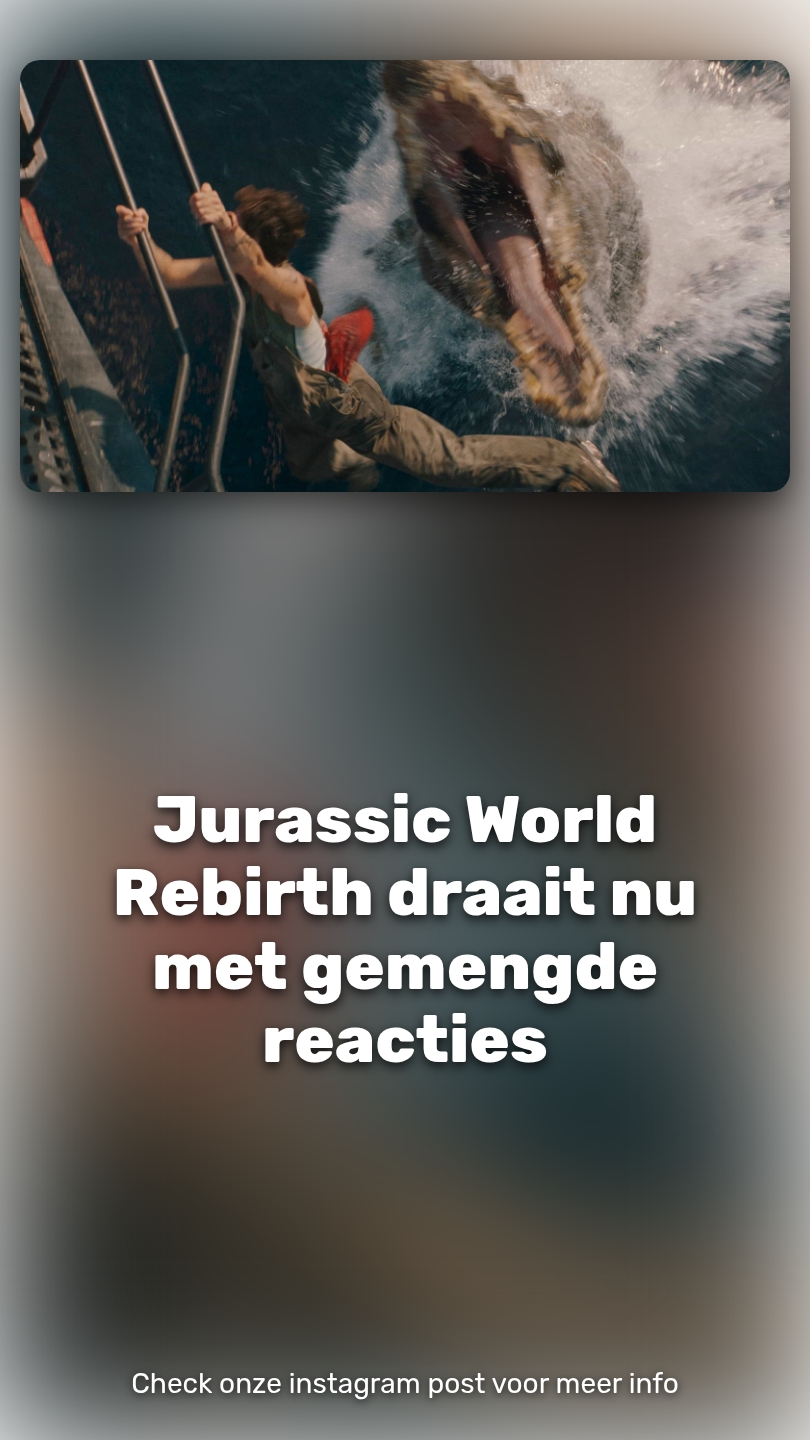 Jurassic World
Rebirth draait nu
met gemengde
reacties
Check onze instagram post voor meer info